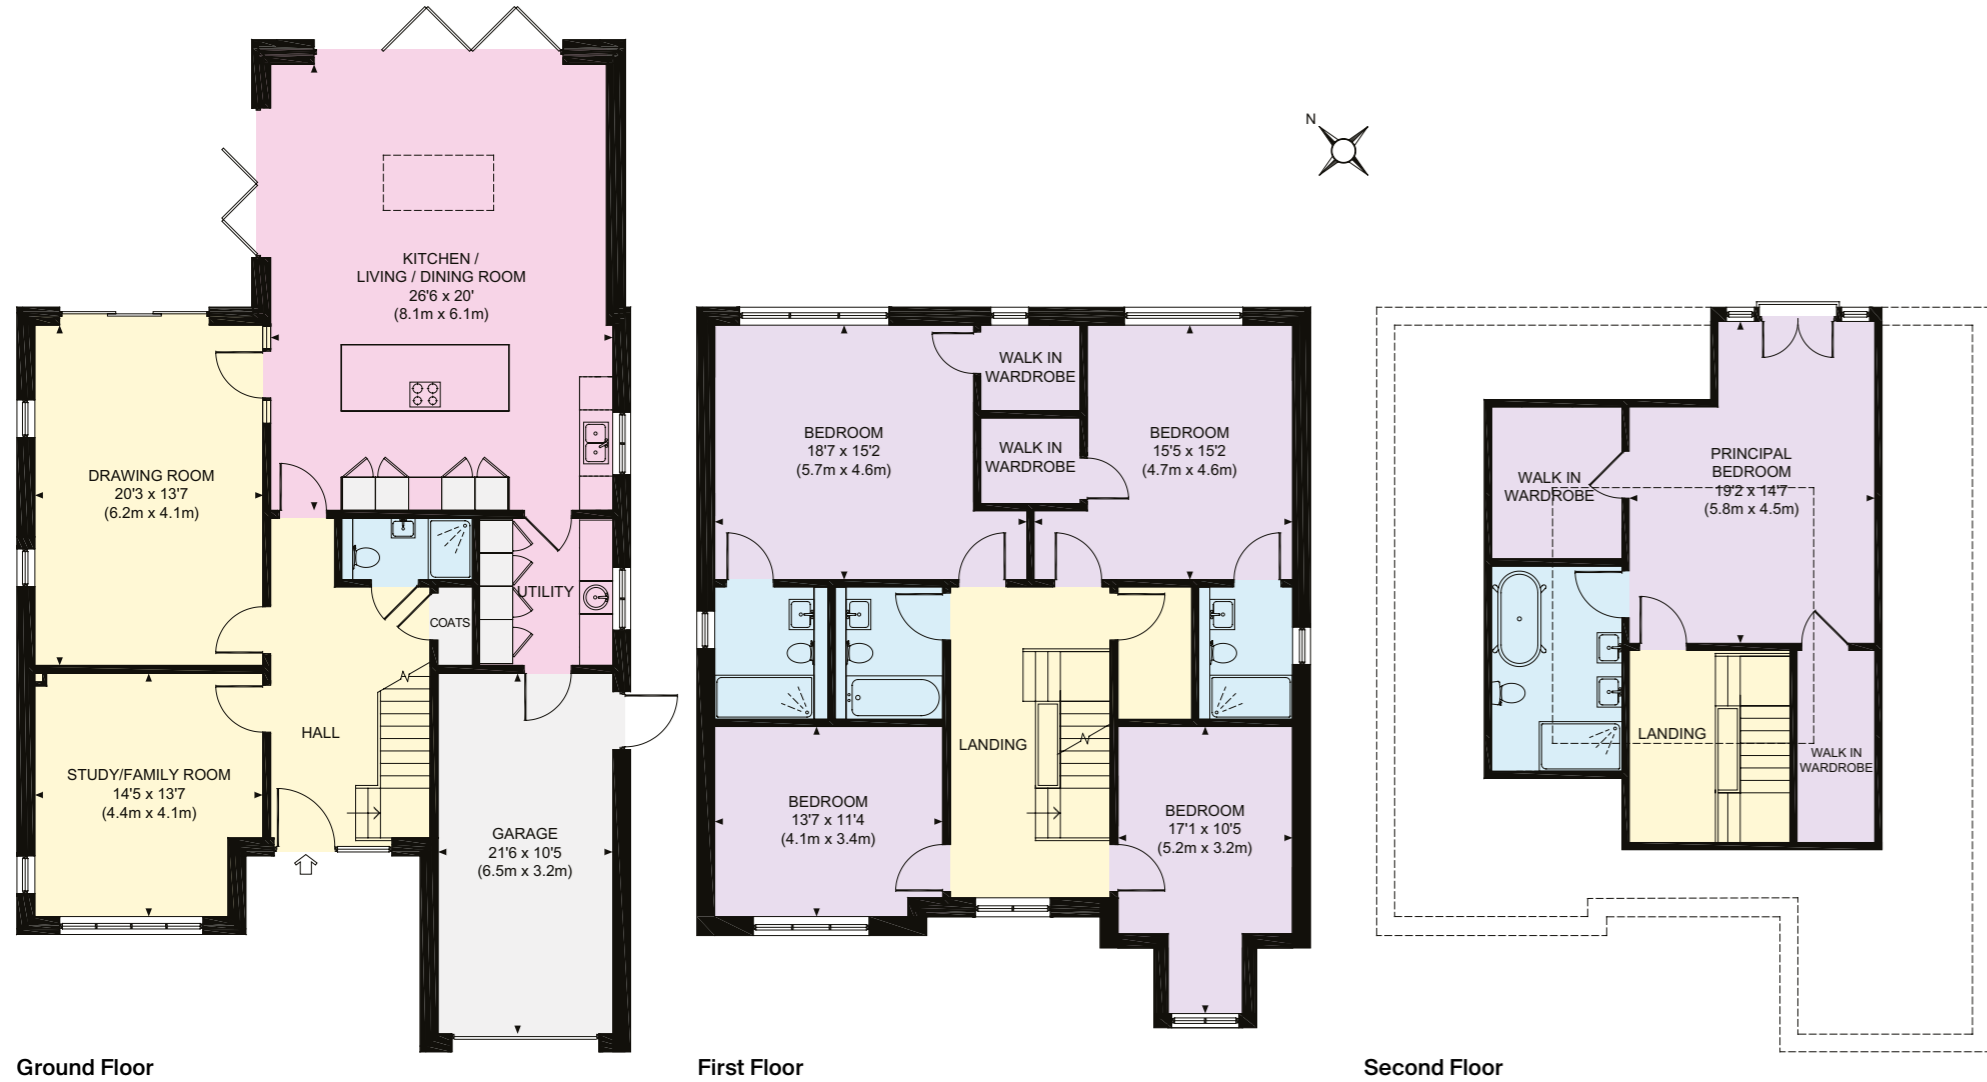 N
KITCHEN /
LIVING / DINING ROOM
26'6 x 20'
(8.1m x 6.1m)
DRAWING ROOM
20'3 x 13'7
(6.2m x 4.1m)
UTILITY
COATS
HALL
STUDY/FAMILY ROOM
14'5 x 13'7
(4.4m x 4.1m)
GARAGE
21'6 x 10'5
(6.5m x 3.2m)
Ground Floor
WALK IN
WARDROBE
BEDROOM
18'7 x 15'2
(5.7m x 4.6m)
WALK IN
WARDROBE
BEDROOM
15'5 x 15'2
(4.7m x 4.6m)
LANDING
BEDROOM
13'7 x 11'4
(4.1m x 3.4m)
BEDROOM
17'1 x 10'5
(5.2m x 3.2m)
First Floor
WALK IN
WARDROBE
PRINCIPAL
BEDROOM
19'2 x 14'7
(5.8m x 4.5m)
LANDING
WALK IN
WARDROBE
Second Floor